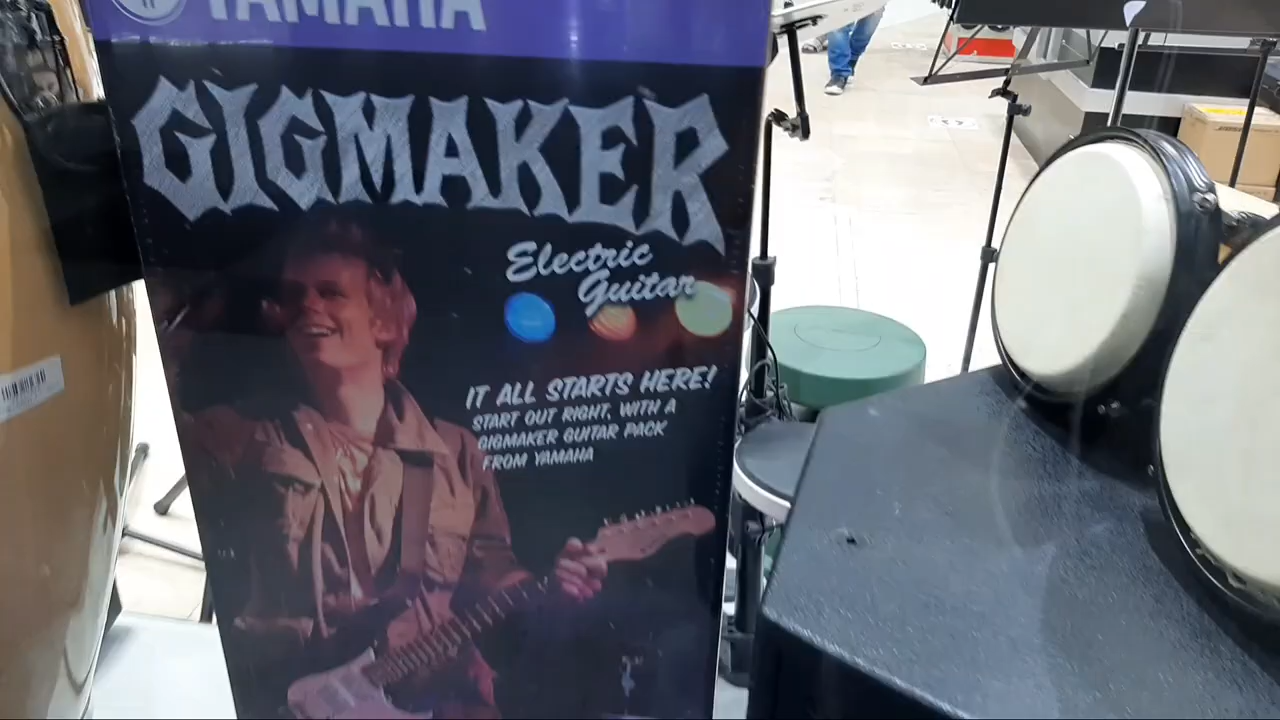 YAMAHA
GIGMAKER
Electric
Guitar
IT ALL STARTS HERE!
START OUT RIGHT, WITH A
GIGMAKER GUITAR PACK
FROM YAMAHA